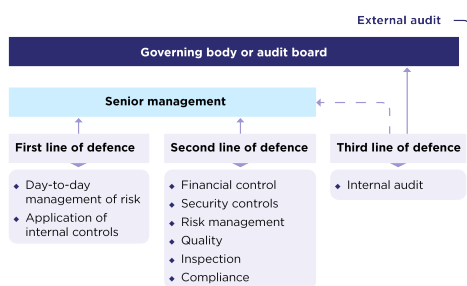 External audit
Governing body or audit board
Senior management
First line of defence
Second line of defence
Third line of defence
Day-to-day
management of risk
Application of
internal controls
Financial control
Security controls
Risk management
Quality
Inspection
Compliance
Internal audit